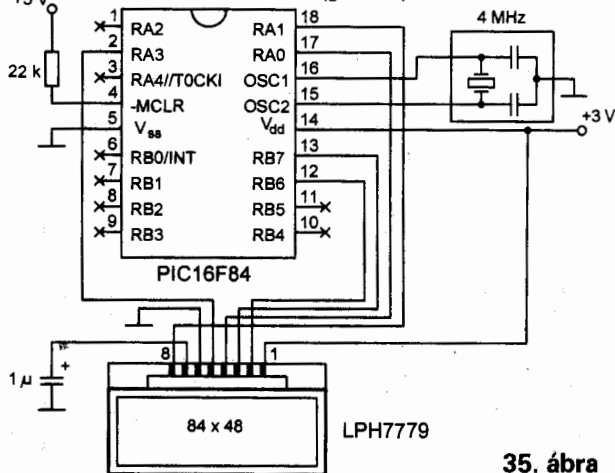 +3 V
22 k
4 MHz
1 RA2
2 RA3
3 RA4//T0CKI
4 -MCLR
5 Vss
6 RB0/INT
7 RB1
8 RB2
9 RB3
RA1 18
RA0 17
OSC1 16
OSC2 15
Vdd 14
RB7 13
RB6 12
RB5 11
RB4 10
+3 V
PIC16F84
8
1
1 µ
+
84 x 48
LPH7779
35. ábra